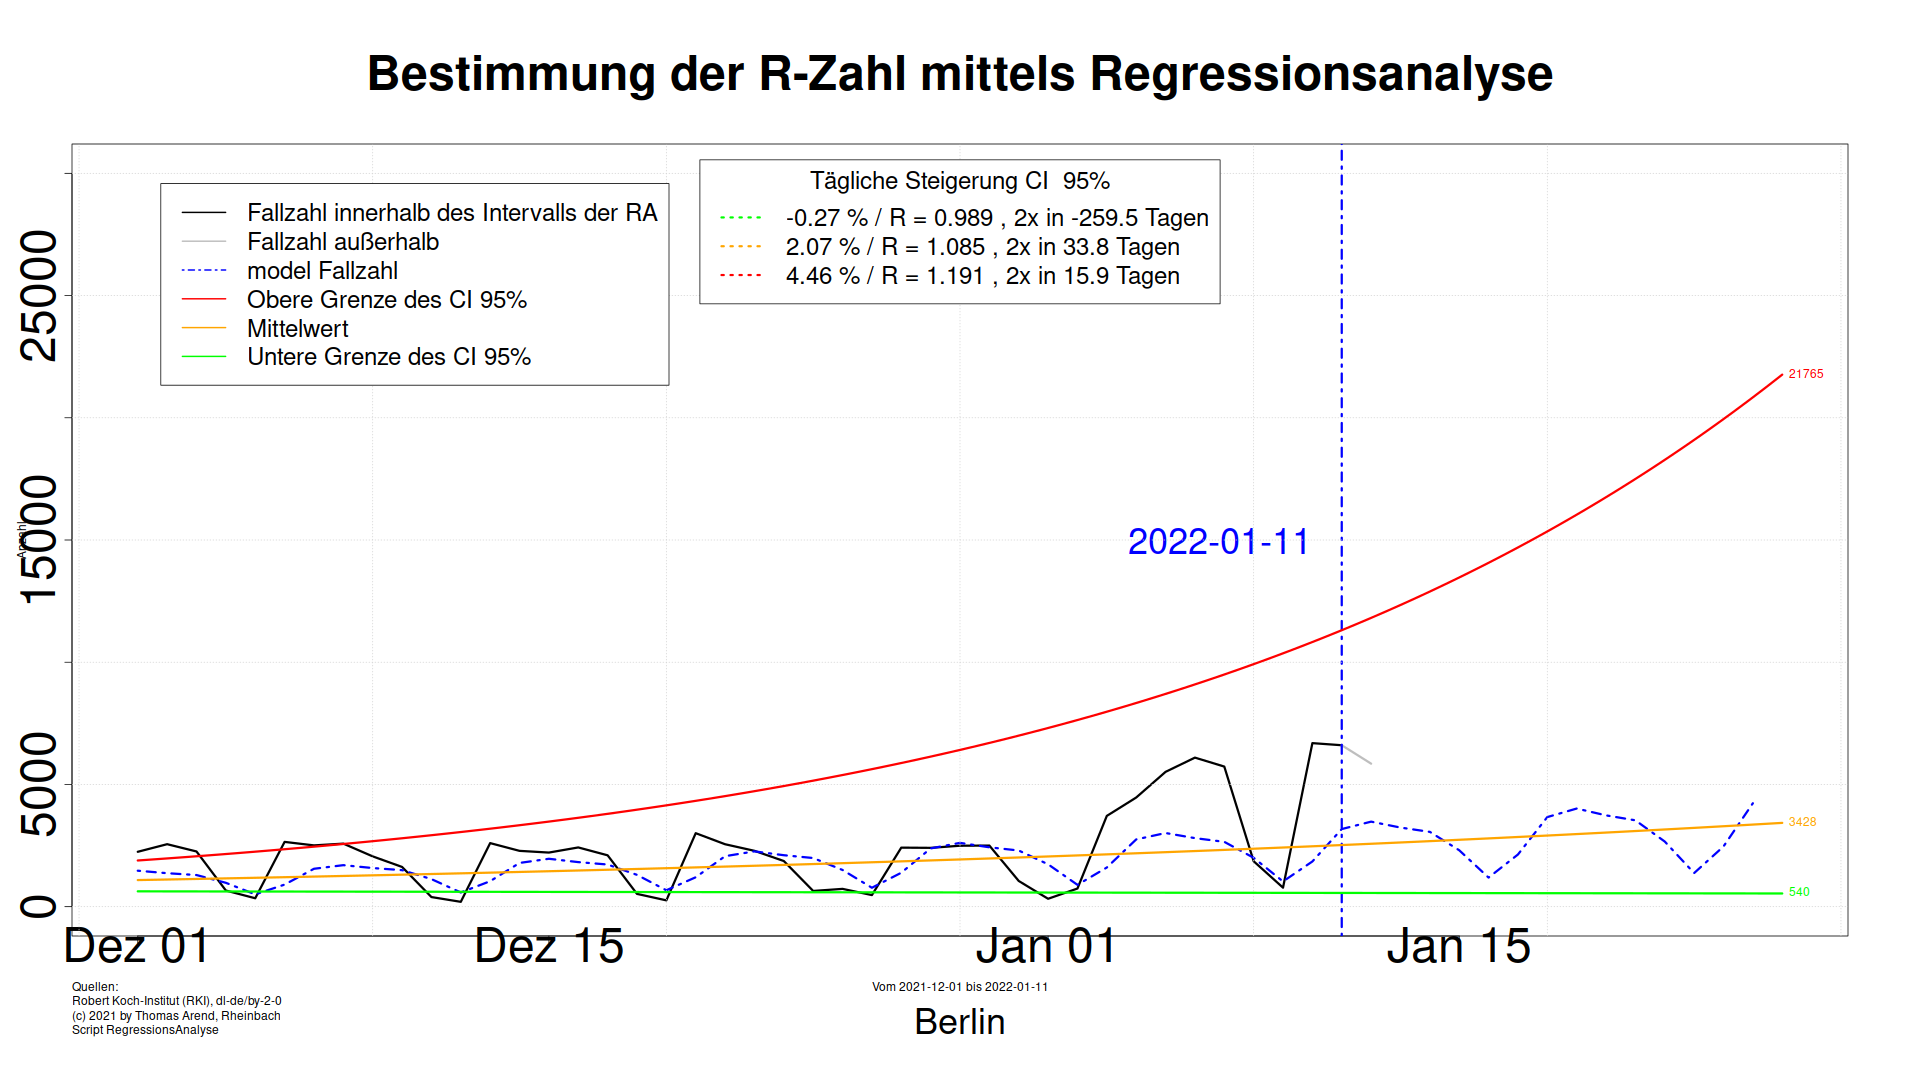 Bestimmung der R-Zahl mittels Regressionsanalyse
Fallzahl innerhalb des Intervalls der RA
Fallzahl außerhalb
model Fallzahl
Obere Grenze des CI 95%
Mittelwert
Untere Grenze des CI 95%
Tägliche Steigerung CI 95%
-0.27 % / R = 0.989 , 2x in -259.5 Tagen
2.07 % / R = 1.085 , 2x in 33.8 Tagen
4.46 % / R = 1.191 , 2x in 15.9 Tagen
25000
15000
5000
0
Anzahl
2022-01-11
21765
3428
540
Dez 01
Dez 15
Jan 01
Jan 15
Quellen:
Robert Koch-Institut (RKI), dl-de/by-2-0
(c) 2021 by Thomas Arend, Rheinbach
Script RegressionsAnalyse
Vom 2021-12-01 bis 2022-01-11
Berlin